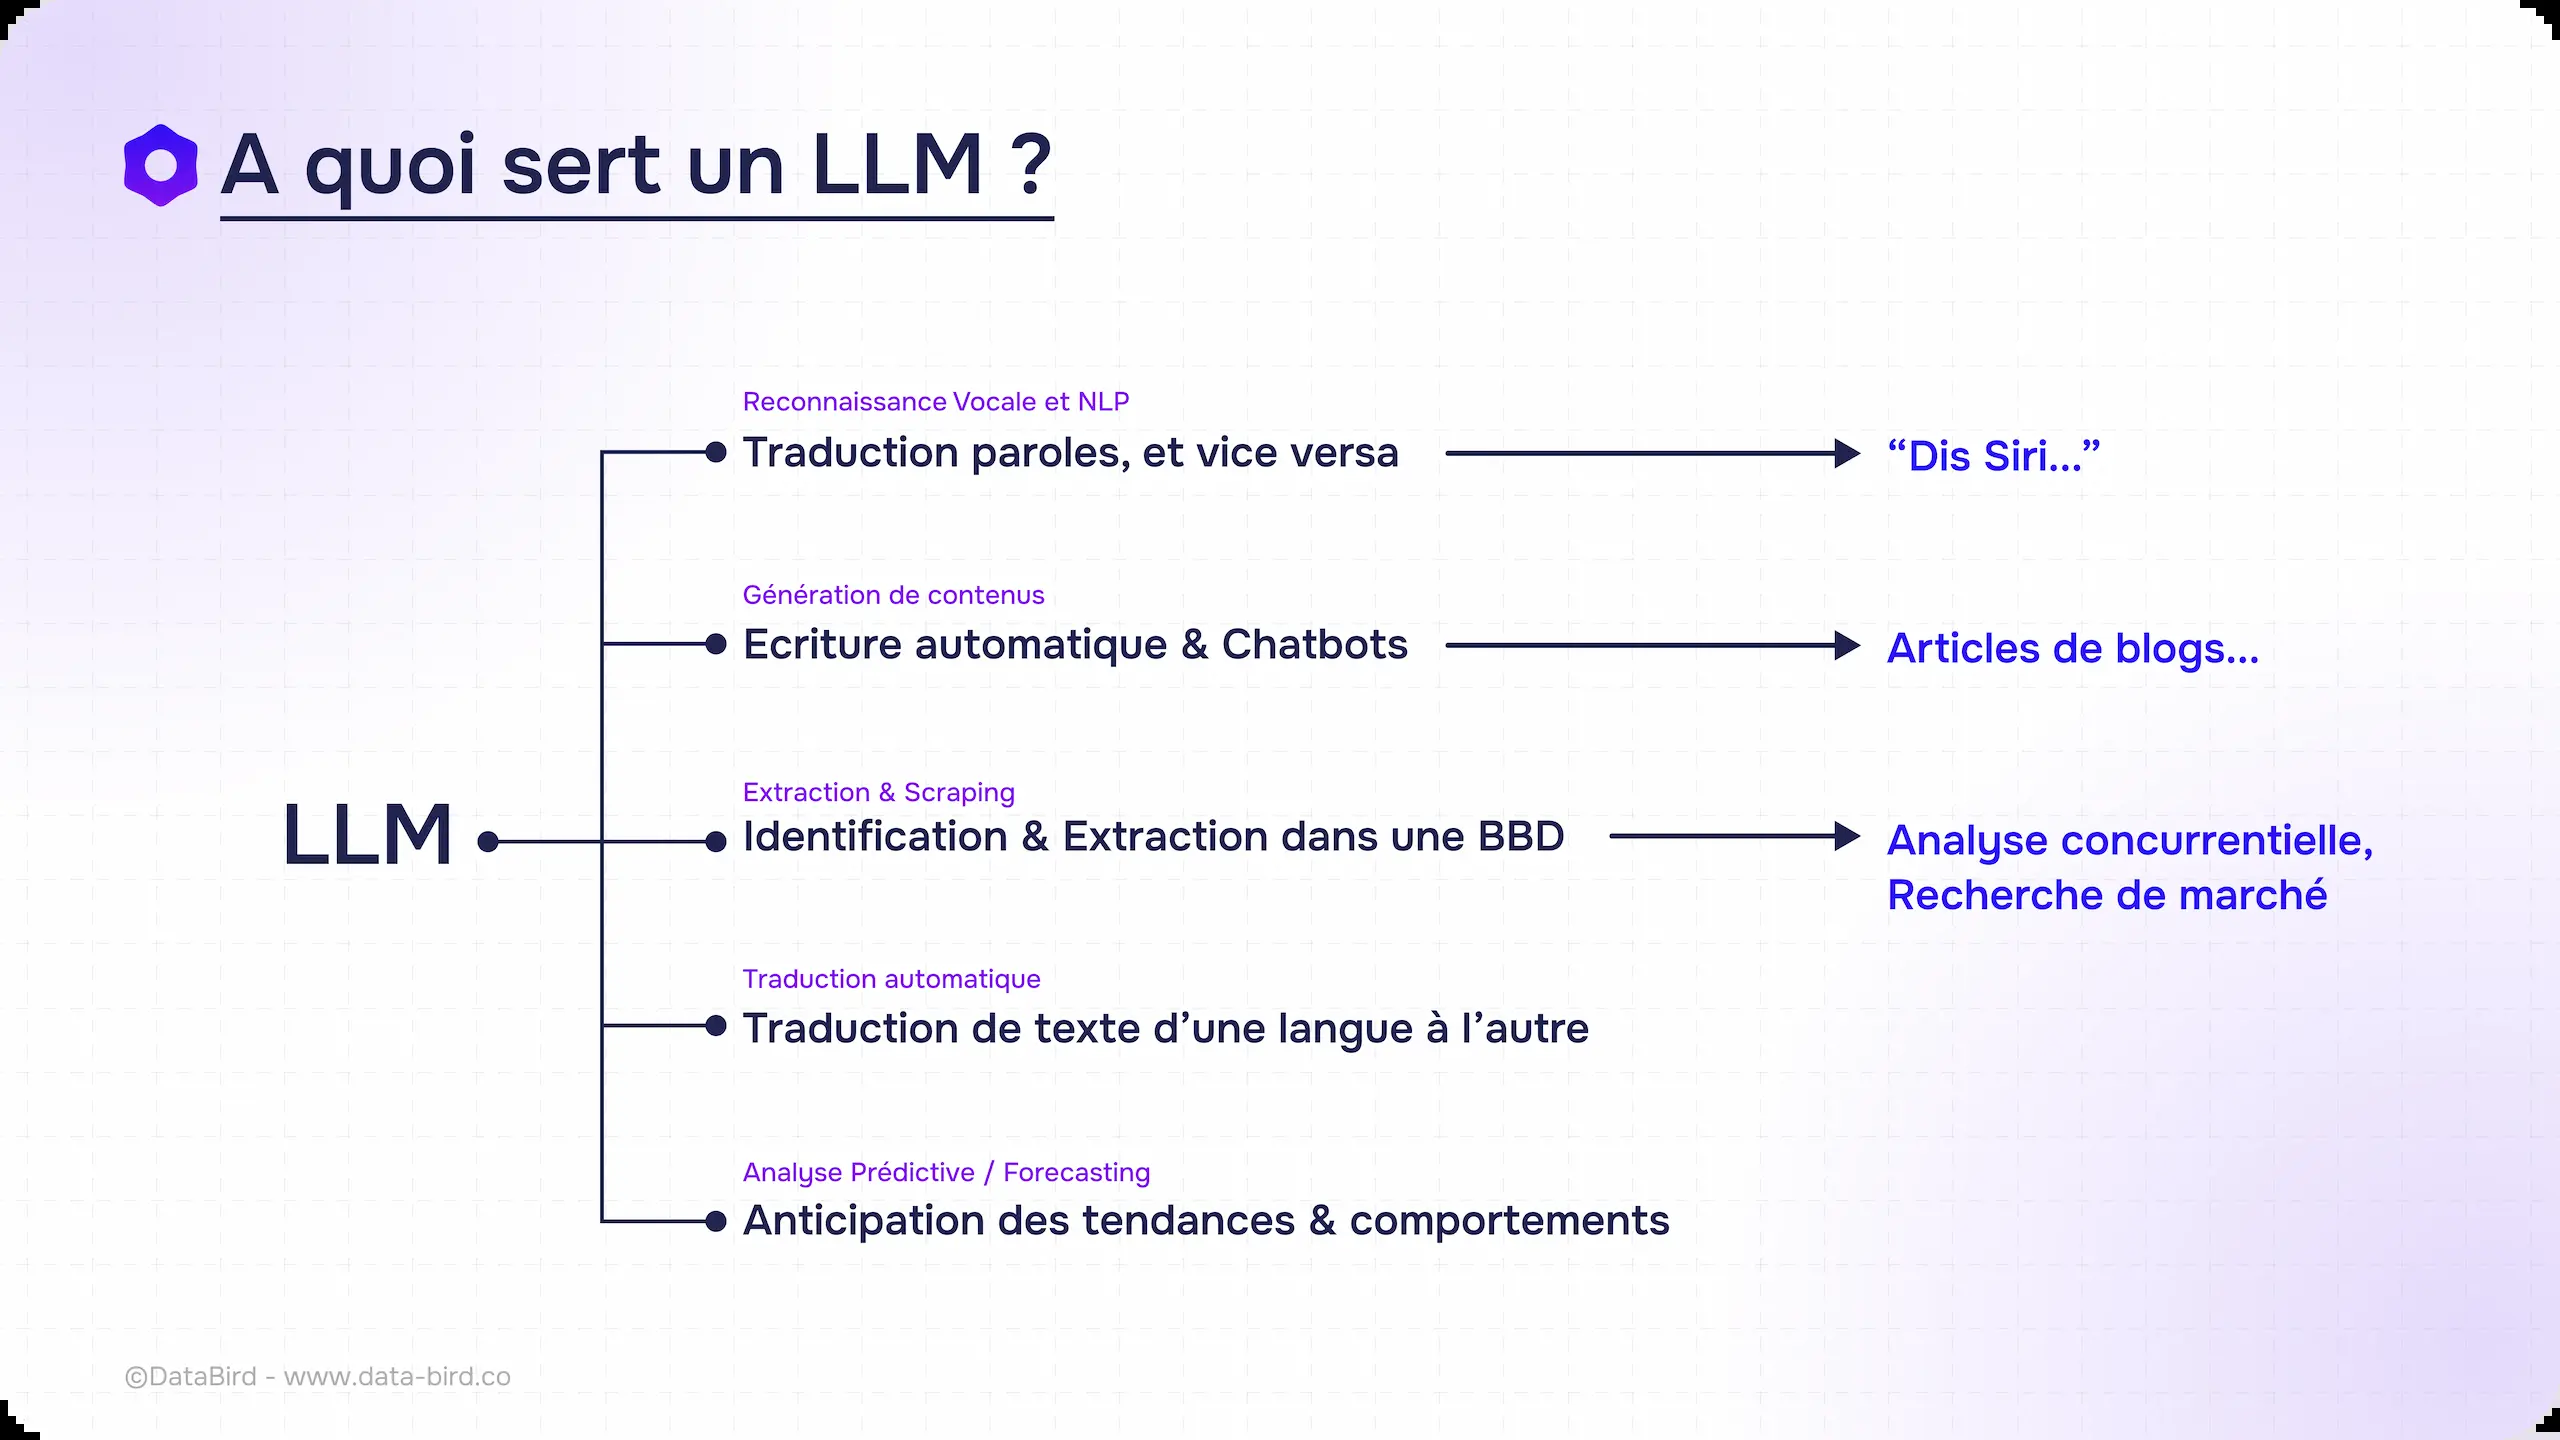 A quoi sert un LLM ?
Reconnaissance Vocale et NLP
Traduction paroles, et vice versa
“Dis Siri...”
Génération de contenus
Ecriture automatique & Chatbots
Articles de blogs...
LLM
Extraction & Scraping
Identification & Extraction dans une BBD
Analyse concurrentielle,
Recherche de marché
Traduction automatique
Traduction de texte d’une langue à l’autre
Analyse Prédictive / Forecasting
Anticipation des tendances & comportements
©DataBird - www.data-bird.co